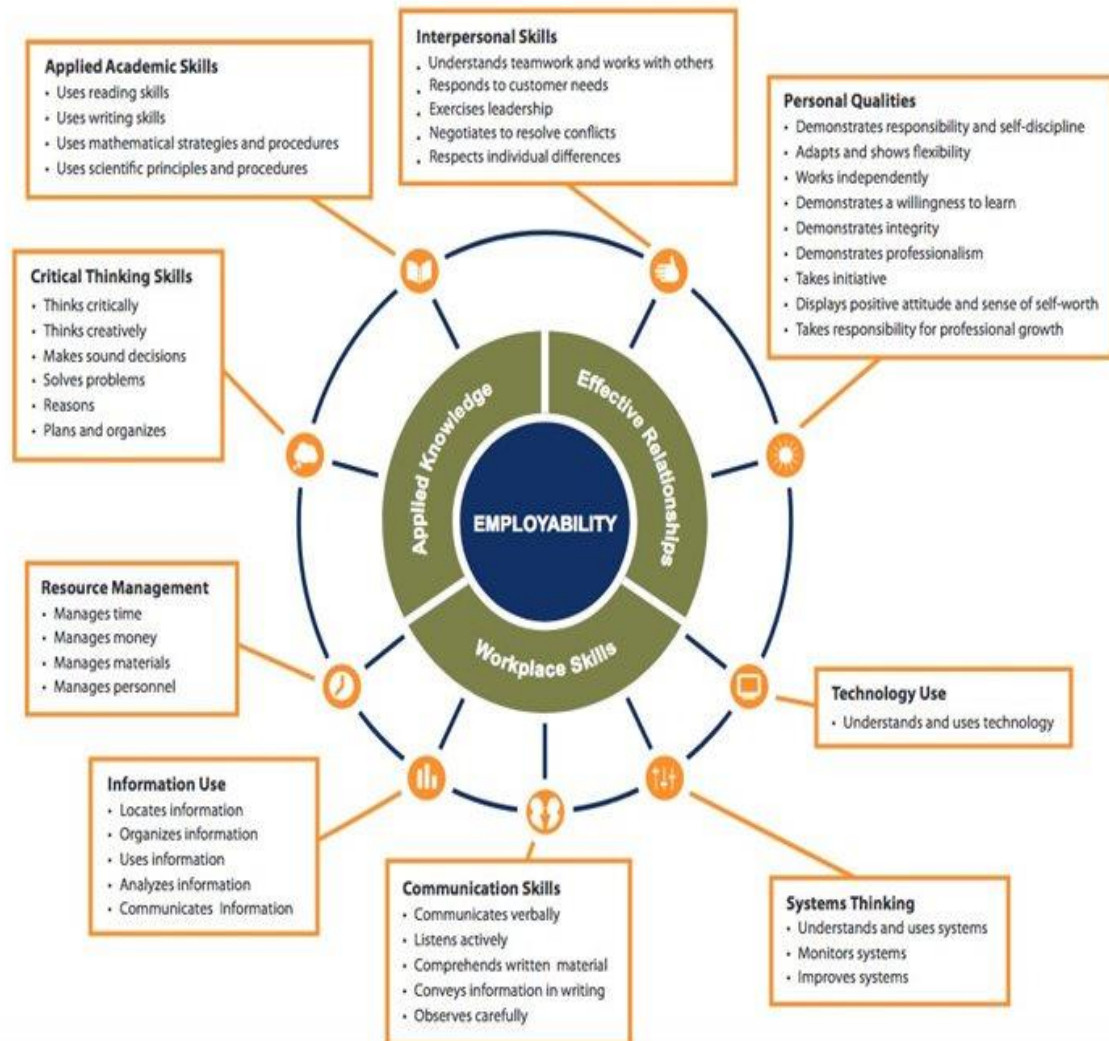 Applied Academic Skills
• Uses reading skills
• Uses writing skills
• Uses mathematical strategies and procedures
• Uses scientific principles and procedures
Interpersonal Skills
• Understands teamwork and works with others
• Responds to customer needs
• Exercises leadership
• Negotiates to resolve conflicts
• Respects individual differences
Personal Qualities
• Demonstrates responsibility and self-discipline
• Adapts and shows flexibility
• Works independently
• Demonstrates a willingness to learn
• Demonstrates integrity
• Demonstrates professionalism
• Takes initiative
• Displays positive attitude and sense of self-worth
• Takes responsibility for professional growth
Critical Thinking Skills
• Thinks critically
• Thinks creatively
• Makes sound decisions
• Solves problems
• Reasons
• Plans and organizes
Applied Knowledge
Effective Relationships
EMPLOYABILITY
Workplace Skills
Resource Management
• Manages time
• Manages money
• Manages materials
• Manages personnel
Technology Use
• Understands and uses technology
Information Use
• Locates information
• Organizes information
• Uses information
• Analyzes information
• Communicates Information
Communication Skills
• Communicates verbally
• Listens actively
• Comprehends written material
• Conveys information in writing
• Observes carefully
Systems Thinking
• Understands and uses systems
• Monitors systems
• Improves systems